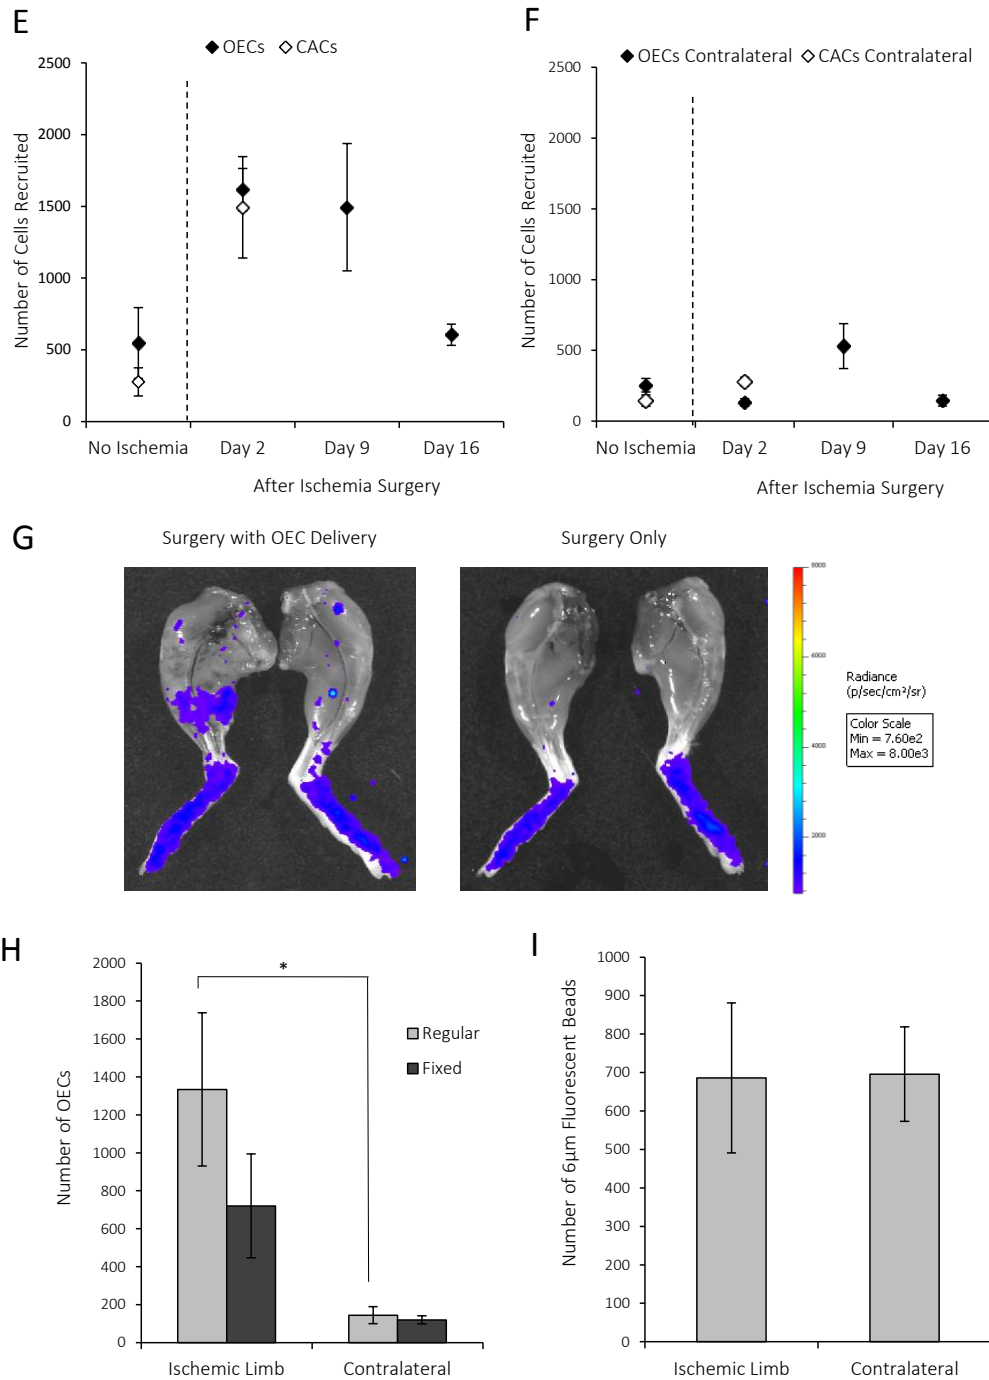 E
◆ OECs ◇ CACs
Number of Cells Recruited
2500
2000
1500
1000
500
0
No Ischemia Day 2 Day 9 Day 16
After Ischemia Surgery
F
◆ OECs Contralateral ◇ CACs Contralateral
Number of Cells Recruited
2500
2000
1500
1000
500
0
No Ischemia Day 2 Day 9 Day 16
After Ischemia Surgery
G
Surgery with OEC Delivery
Surgery Only
8000
6000
4000
2000
Radiance
(p/sec/cm²/sr)
Color Scale
Min = 7.60e2
Max = 8.00e3
H
Number of OECs
2000
1800
1600
1400
1200
1000
800
600
400
200
0
*
Regular
Fixed
Ischemic Limb Contralateral
I
Number of 6µm Fluorescent Beads
1000
900
800
700
600
500
400
300
200
100
0
Ischemic Limb Contralateral